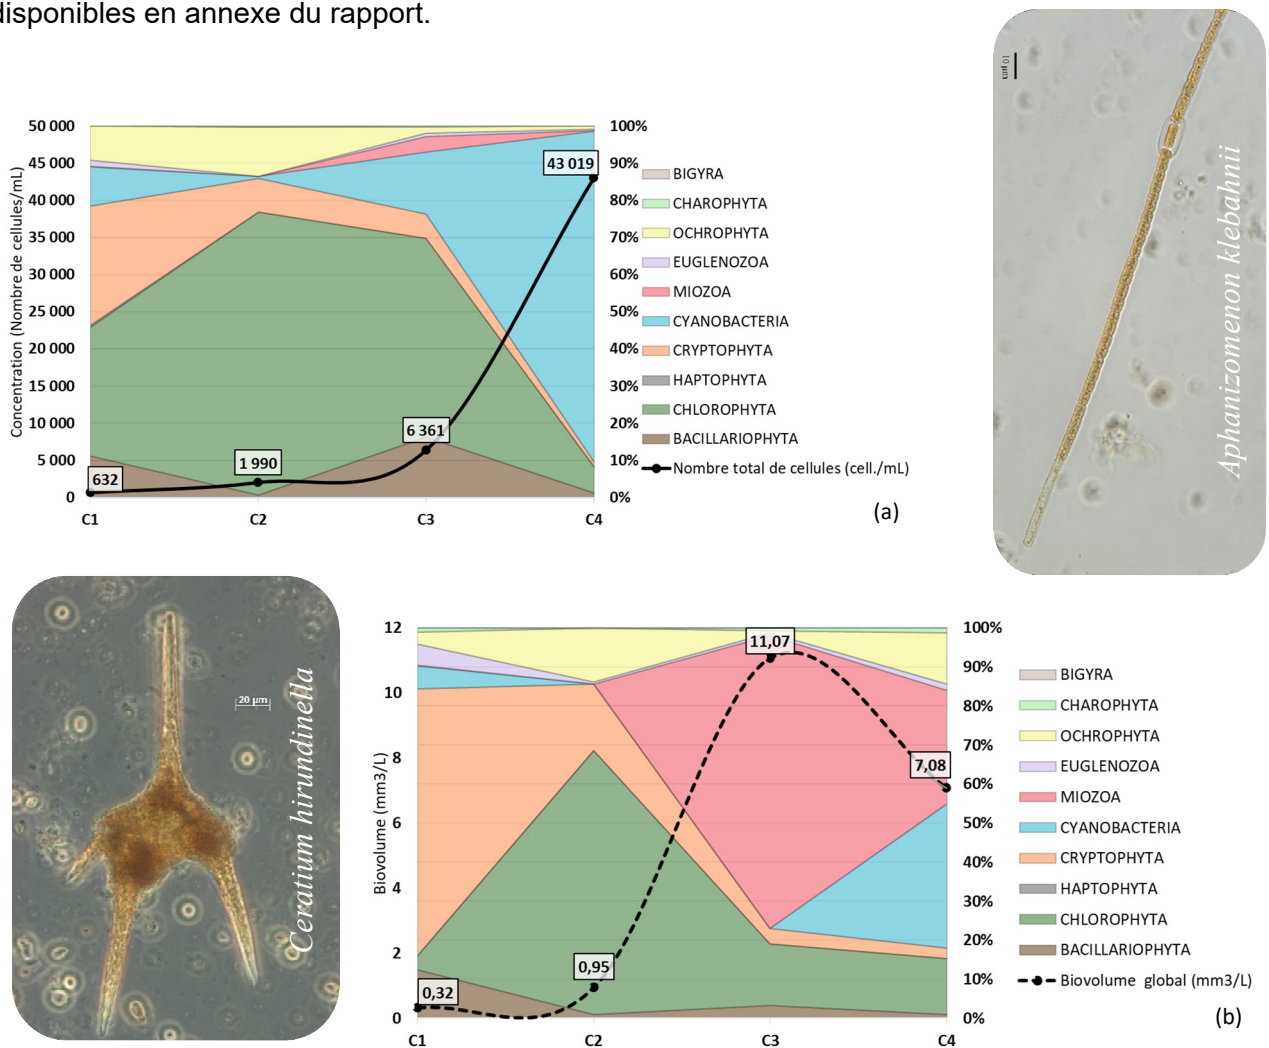 disponibles en annexe du rapport.
10 µm
Aphanizomenon klebahnii
Concentration (Nombre de cellules/mL)
50 000
45 000
40 000
35 000
30 000
25 000
20 000
15 000
10 000
5 000
0
100%
90%
80%
70%
60%
50%
40%
30%
20%
10%
0%
632
1 990
6 361
43 019
C1 C2 C3 C4
BIGYRA
CHAROPHYTA
OCHROPHYTA
EUGLENOZOA
MIOZOA
CYANOBACTERIA
CRYPTOPHYTA
HAPTOPHYTA
CHLOROPHYTA
BACILLARIOPHYTA
Nombre total de cellules (cell./mL)
(a)
20 µm
Ceratium hirundinella
Biovolume (mm3/L)
12
10
8
6
4
2
0
100%
90%
80%
70%
60%
50%
40%
30%
20%
10%
0%
0,32
0,95
11,07
7,08
C1 C2 C3 C4
BIGYRA
CHAROPHYTA
OCHROPHYTA
EUGLENOZOA
MIOZOA
CYANOBACTERIA
CRYPTOPHYTA
HAPTOPHYTA
CHLOROPHYTA
BACILLARIOPHYTA
Biovolume global (mm3/L)
(b)